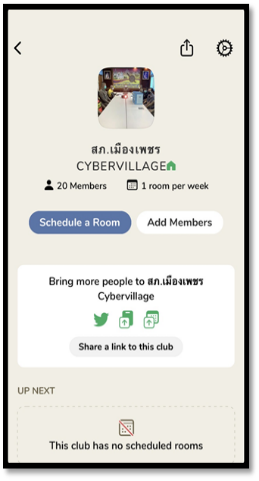 สภ.เมืองเพชร
CYBERVILLAGE
20 Members
1 room per week
Schedule a Room
Add Members
Bring more people to สภ.เมืองเพชร
Cybervillage
Share a link to this club
UP NEXT
This club has no scheduled rooms